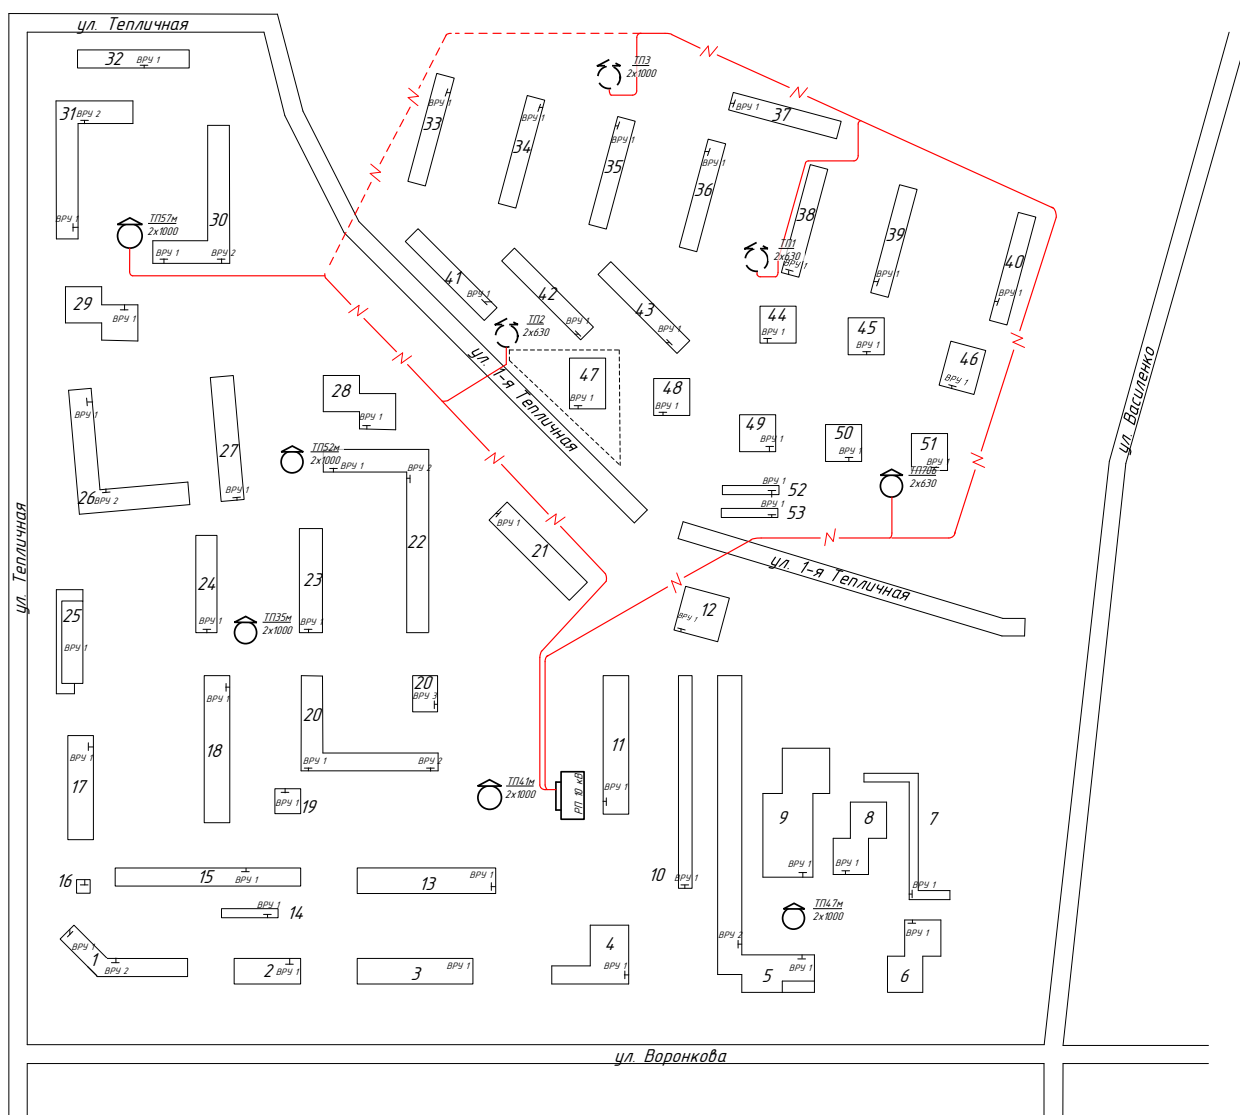 ул. Тепличная
32 ВРУ 1
31 ВРУ 2
ВРУ 1
30
ВРУ 1 ВРУ 2
ТП57м
2х1000
29
ВРУ 1
ТП3
2х1000
33
ВРУ 1
34
ВРУ 1
35
ВРУ 1
36
ВРУ 1
37
ВРУ 1
38
ВРУ 1
39
ВРУ 1
40
ВРУ 1
ТП1
2х630
41
ВРУ 1
42
ВРУ 1
43
ВРУ 1
44
ВРУ 1
45
ВРУ 1
46
ВРУ 1
ТП2
2х630
ул. 1-я Тепличная
47
ВРУ 1
48
ВРУ 1
49
ВРУ 1
50
ВРУ 1
51
ВРУ 1
ТП70б
2х630
52
ВРУ 1
53
ВРУ 1
ул. Василенко
28
ВРУ 1
27
ВРУ 1
26
ВРУ 1
ВРУ 2
ТП52м
2х1000
22
ВРУ 1
ВРУ 2
21
ВРУ 1
ул. 1-я Тепличная
ул. Тепличная
24
ВРУ 1
23
ВРУ 1
25
ВРУ 1
ТП35м
2х1000
12
ВРУ 1
20
ВРУ 3
20
ВРУ 1
ВРУ 2
18
ВРУ 1
17
ВРУ 1
19
ВРУ 1
ТП41м
2х1000
РП 10 кВ
11
ВРУ 1
10
ВРУ 1
9
ВРУ 1
8
ВРУ 1
7
ВРУ 1
16
ВРУ 1
15
ВРУ 1
13
ВРУ 1
14
ВРУ 1
ТП47м
2х1000
1
ВРУ 1
ВРУ 2
2
ВРУ 1
3
ВРУ 1
4
ВРУ 1
5
ВРУ 2
ВРУ 1
6
ВРУ 1
ул. Воронкова